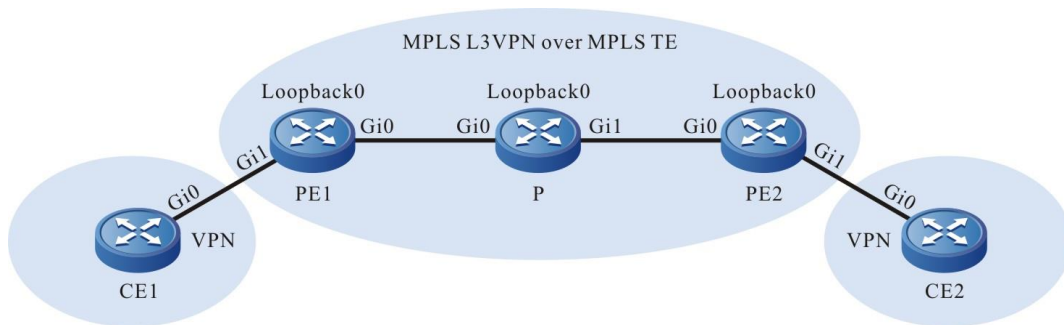 MPLS L3VPN over MPLS TE
Loopback0 Loopback0 Loopback0
Gi0 Gi0 Gi1 Gi0
Gi1 Gi1
PE1 P PE2
Gi0 Gi0
VPN VPN
CE1 CE2